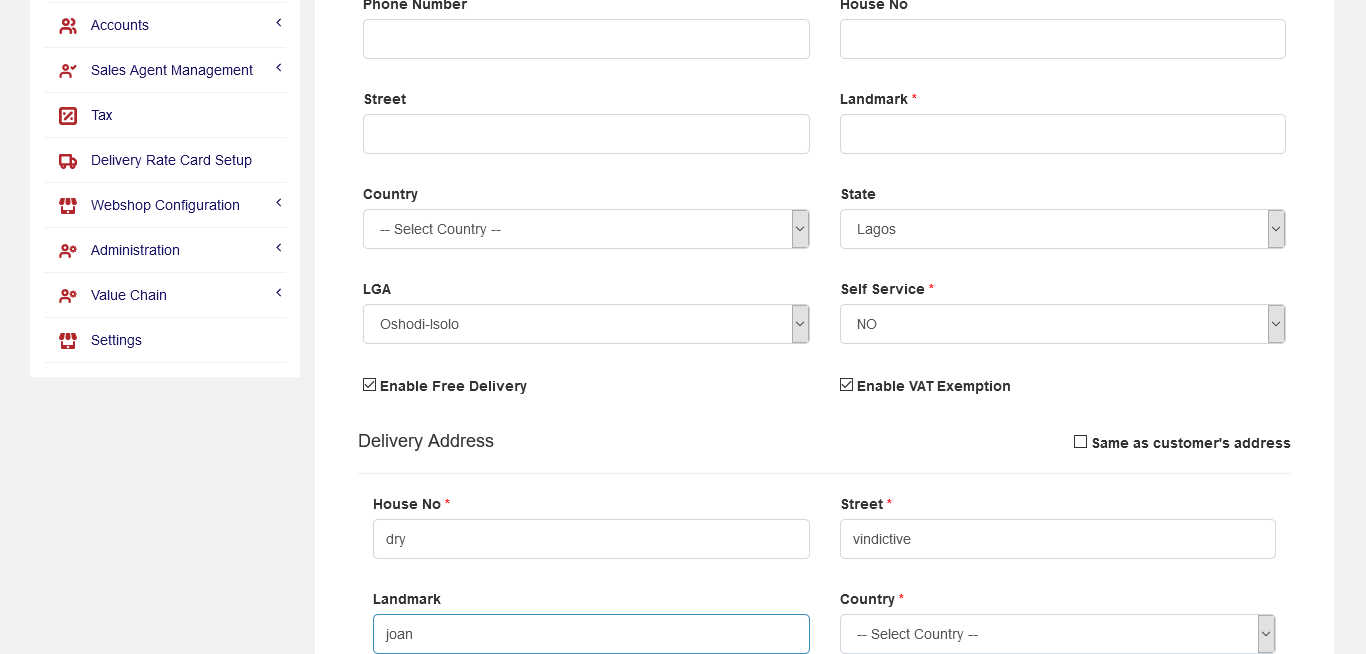 Accounts
Sales Agent Management
Tax
Delivery Rate Card Setup
Webshop Configuration
Administration
Value Chain
Settings
Phone Number House No
Street Landmark *
Country State
-- Select Country -- Lagos
LGA Self Service *
Oshodi-Isolo NO
Enable Free Delivery Enable VAT Exemption
Delivery Address Same as customer's address
House No * Street *
dry vindictive
Landmark Country *
joan -- Select Country --